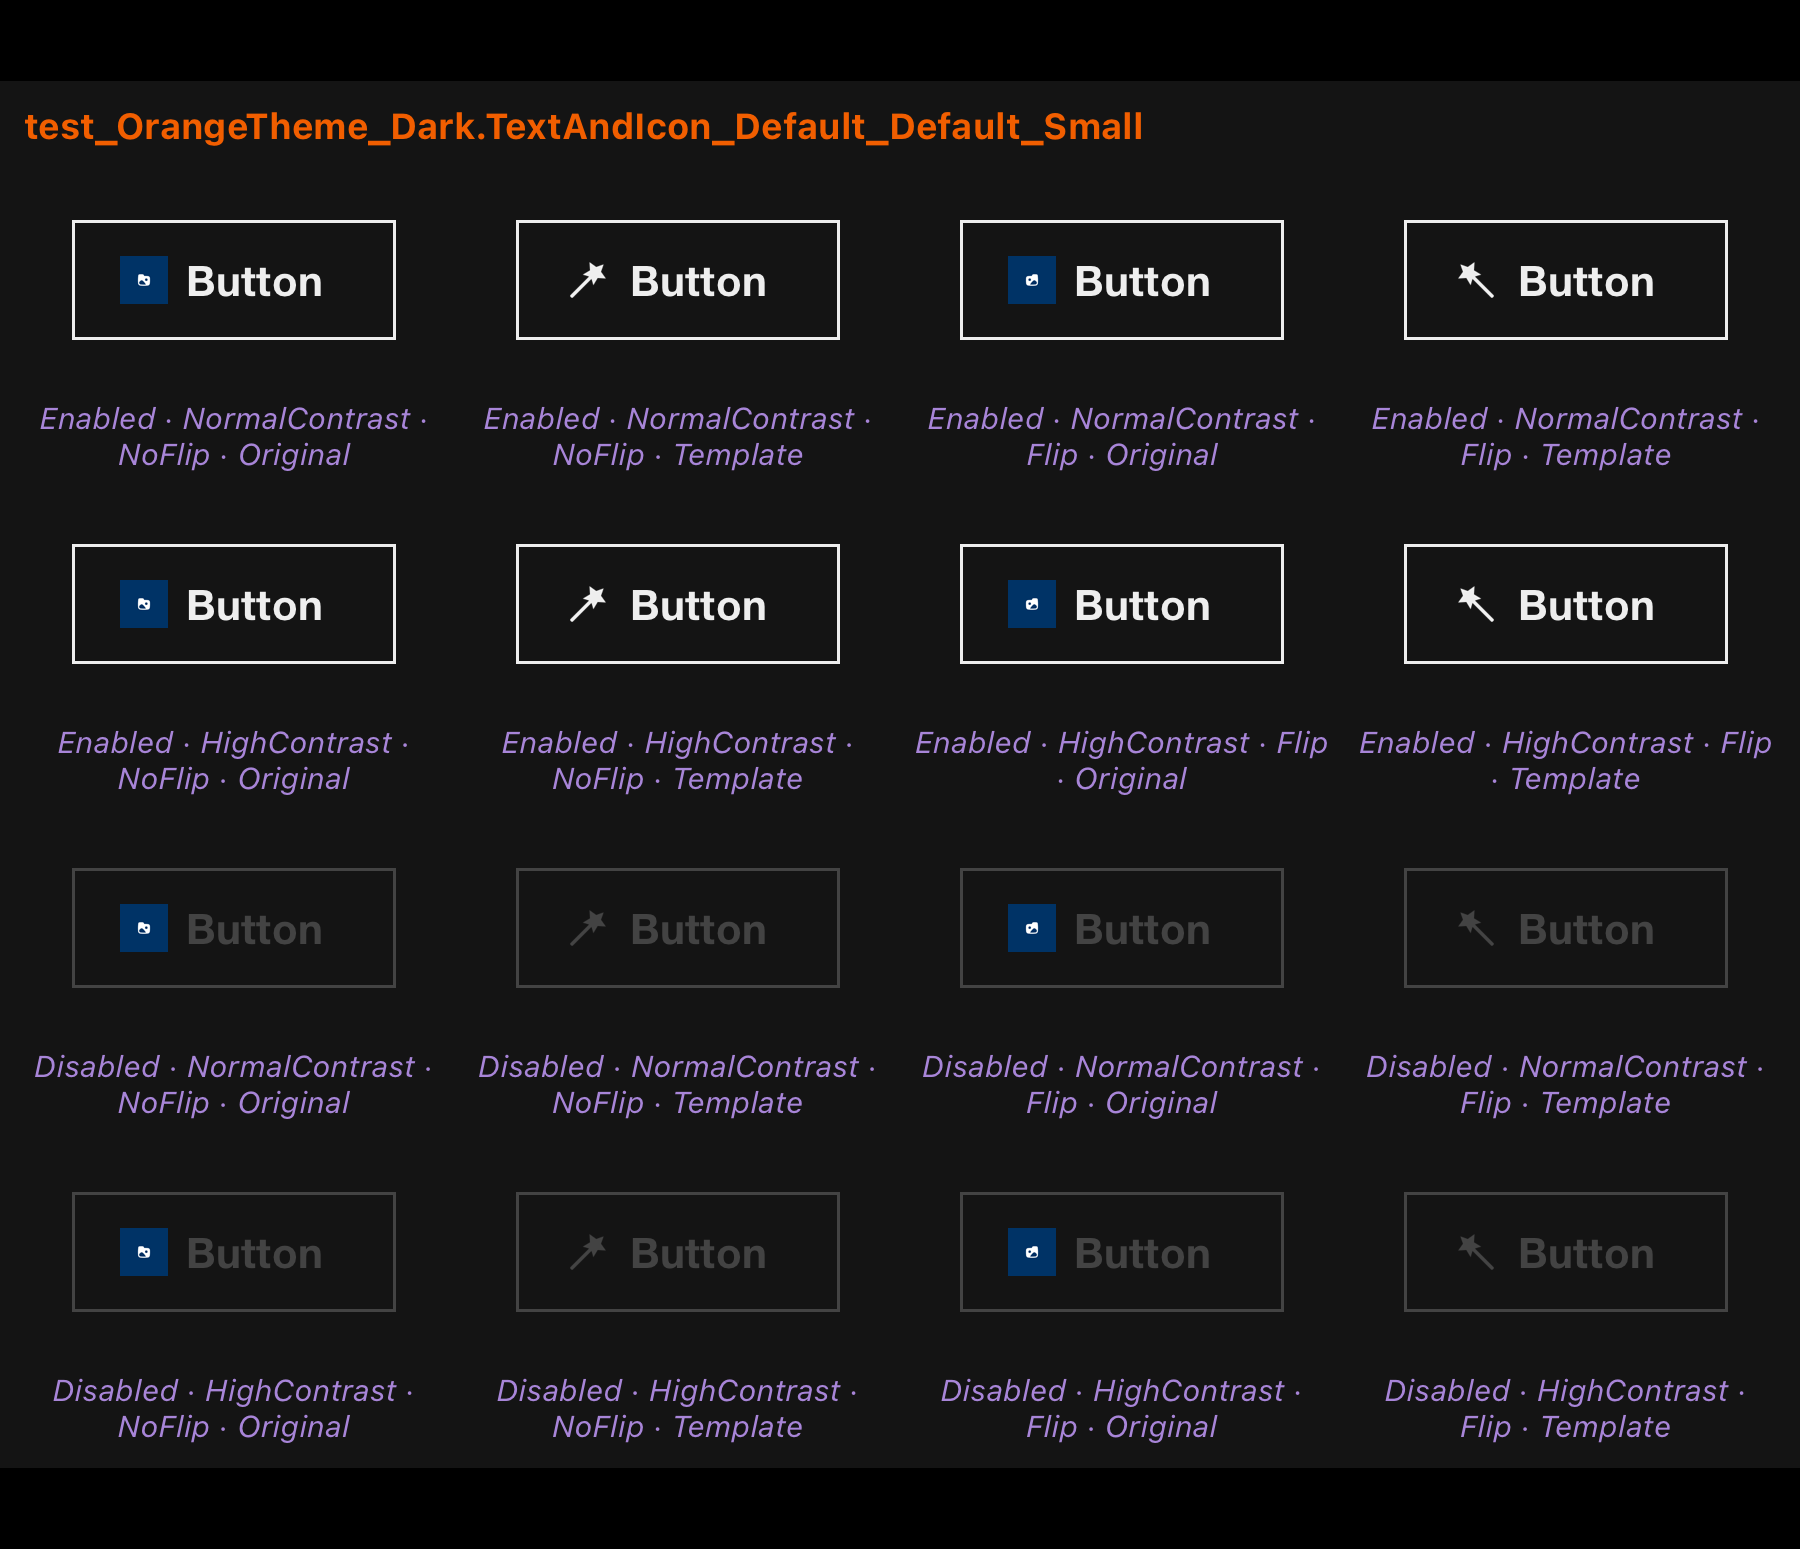 test_OrangeTheme_Dark.TextAndIcon_Default_Default_Small
Button Button Button Button
Enabled · NormalContrast · Enabled · NormalContrast · Enabled · NormalContrast · Enabled · NormalContrast ·
NoFlip · Original NoFlip · Template Flip · Original Flip · Template
Button Button Button Button
Enabled · HighContrast · Enabled · HighContrast · Enabled · HighContrast · Flip Enabled · HighContrast · Flip
NoFlip · Original NoFlip · Template · Original · Template
Button Button Button Button
Disabled · NormalContrast · Disabled · NormalContrast · Disabled · NormalContrast · Disabled · NormalContrast ·
NoFlip · Original NoFlip · Template Flip · Original Flip · Template
Button Button Button Button
Disabled · HighContrast · Disabled · HighContrast · Disabled · HighContrast · Disabled · HighContrast ·
NoFlip · Original NoFlip · Template Flip · Original Flip · Template